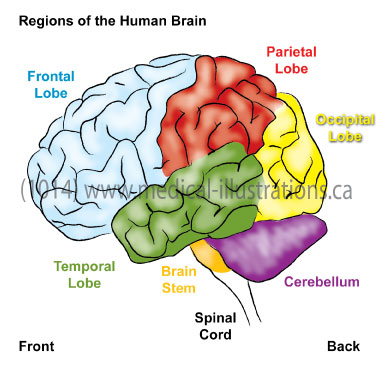 Regions of the Human Brain
Parietal
Lobe
Frontal
Lobe
Occipital
Lobe
(1014) www.medical-illustrations.ca
Temporal
Lobe
Brain
Stem
Cerebellum
Spinal
Cord
Front
Back